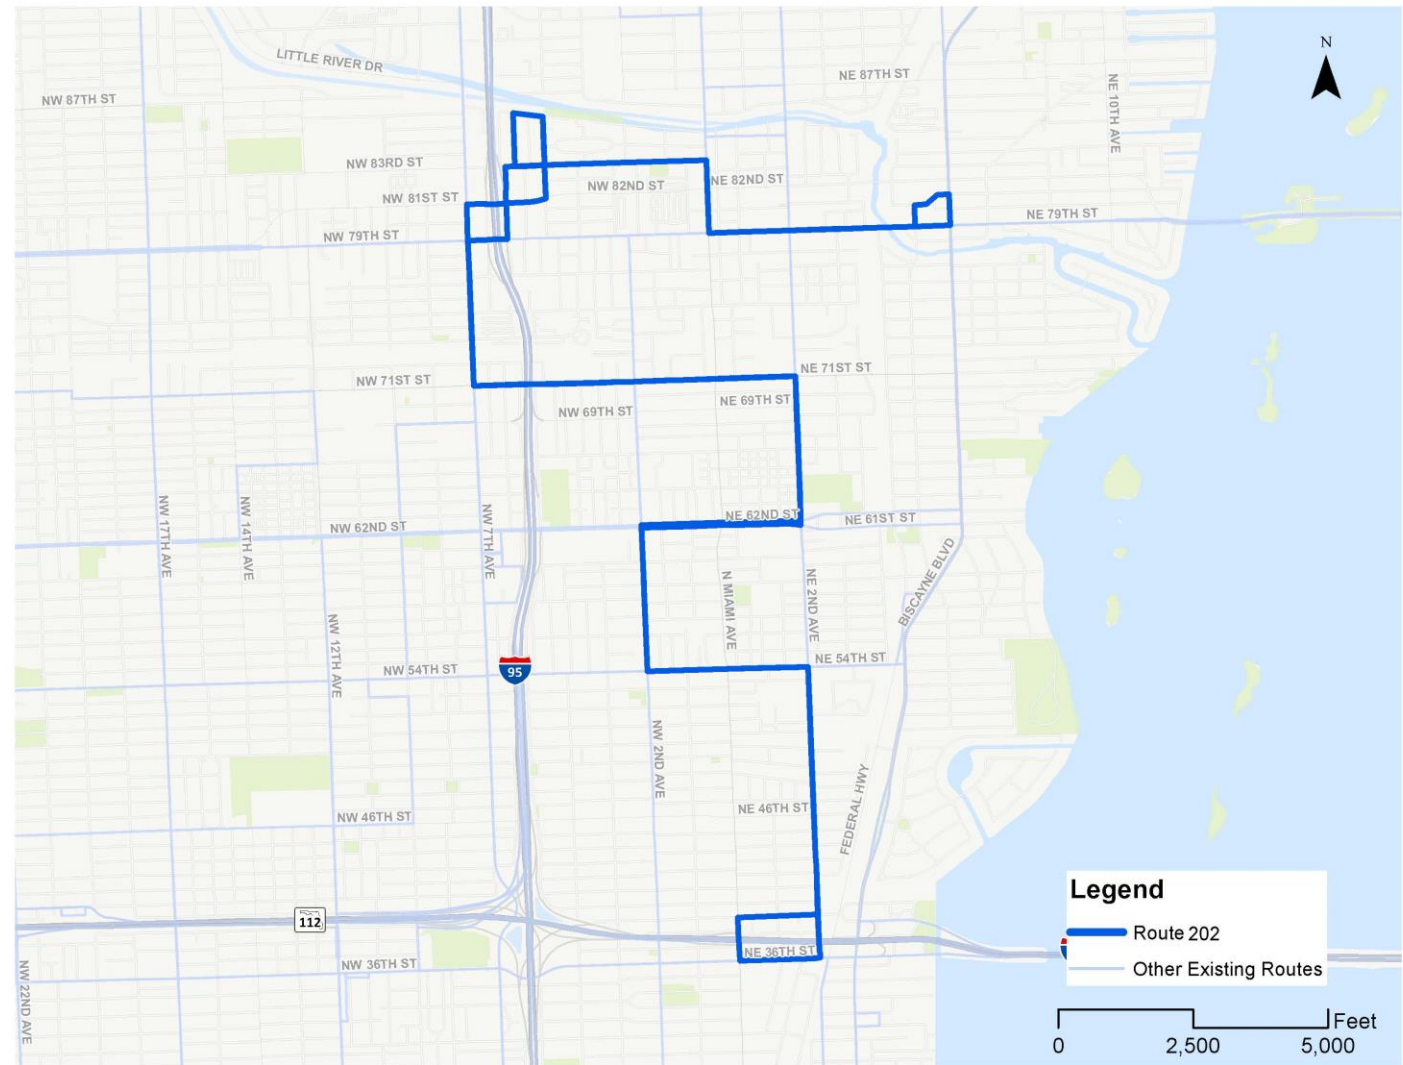 N
LITTLE RIVER DR
NE 87TH ST
NW 87TH ST
NE 10TH AVE
NW 83RD ST
NW 82ND ST
NE 82ND ST
NW 81ST ST
NE 79TH ST
NW 79TH ST
NE 71ST ST
NW 71ST ST
NE 69TH ST
NW 69TH ST
NW 17TH AVE
NW 14TH AVE
NW 7TH AVE
NE 62ND ST
NE 61ST ST
NW 62ND ST
BISCAYNE BLVD
N MIAMI AVE
NE 2ND AVE
NW 12TH AVE
NE 54TH ST
NW 54TH ST
95
NW 2ND AVE
FEDERAL HWY
NE 46TH ST
NW 46TH ST
112
NE 36TH ST
NW 36TH ST
NW 22ND AVE
Legend
Route 202
Other Existing Routes
Feet
0 2,500 5,000